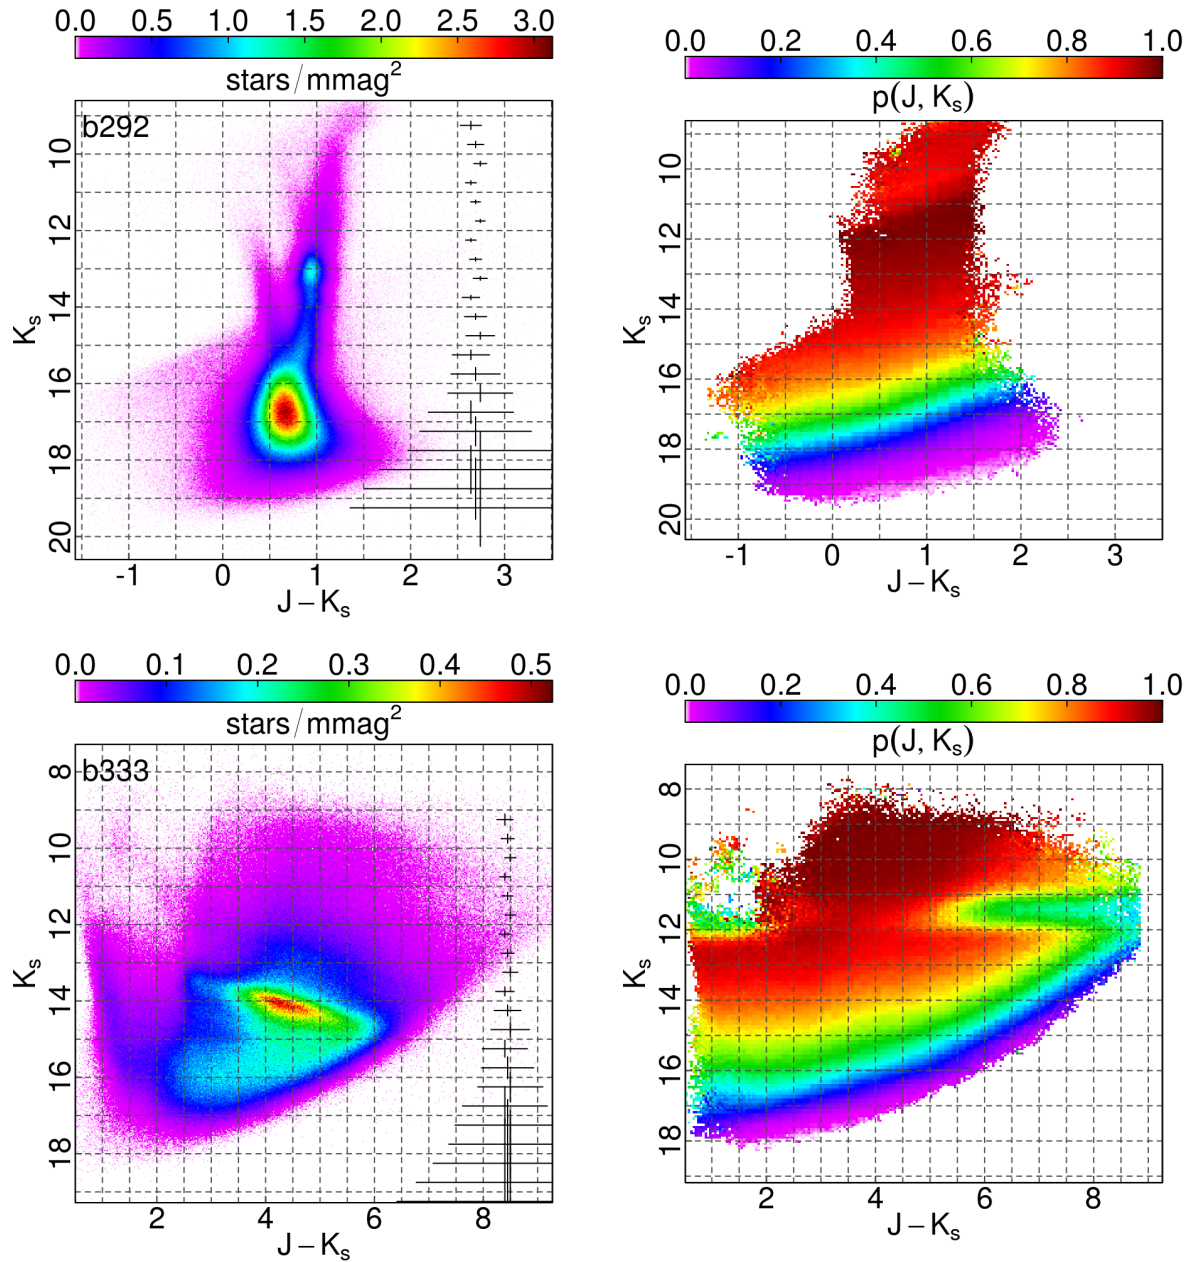 0.0 0.5 1.0 1.5 2.0 2.5 3.0
stars/mmag²
b292
10
12
14
16
18
20
Kₛ
-1 0 1 2 3
J−Kₛ
0.0 0.2 0.4 0.6 0.8 1.0
p(J, Kₛ)
10
12
14
16
18
20
Kₛ
-1 0 1 2 3
J−Kₛ
0.0 0.1 0.2 0.3 0.4 0.5
stars/mmag²
b333
8
10
12
14
16
18
Kₛ
2 4 6 8
J−Kₛ
0.0 0.2 0.4 0.6 0.8 1.0
p(J, Kₛ)
8
10
12
14
16
18
Kₛ
2 4 6 8
J−Kₛ